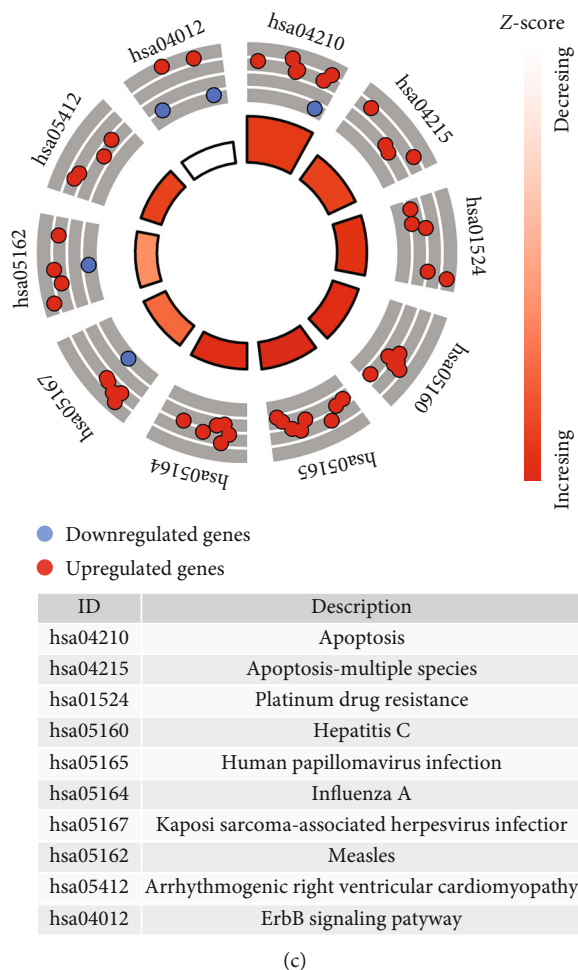 hsa04012
hsa04210
hsa04215
hsa01524
hsa05160
hsa05165
hsa05164
hsa05167
hsa05162
hsa05412
Z-score
Decresing
Incresing
Downregulated genes
Upregulated genes
ID Description
hsa04210 Apoptosis
hsa04215 Apoptosis-multiple species
hsa01524 Platinum drug resistance
hsa05160 Hepatitis C
hsa05165 Human papillomavirus infection
hsa05164 Influenza A
hsa05167 Kaposi sarcoma-associated herpesvirus infectior
hsa05162 Measles
hsa05412 Arrhythmogenic right ventricular cardiomyopathy
hsa04012 ErbB signaling patyway
(c)